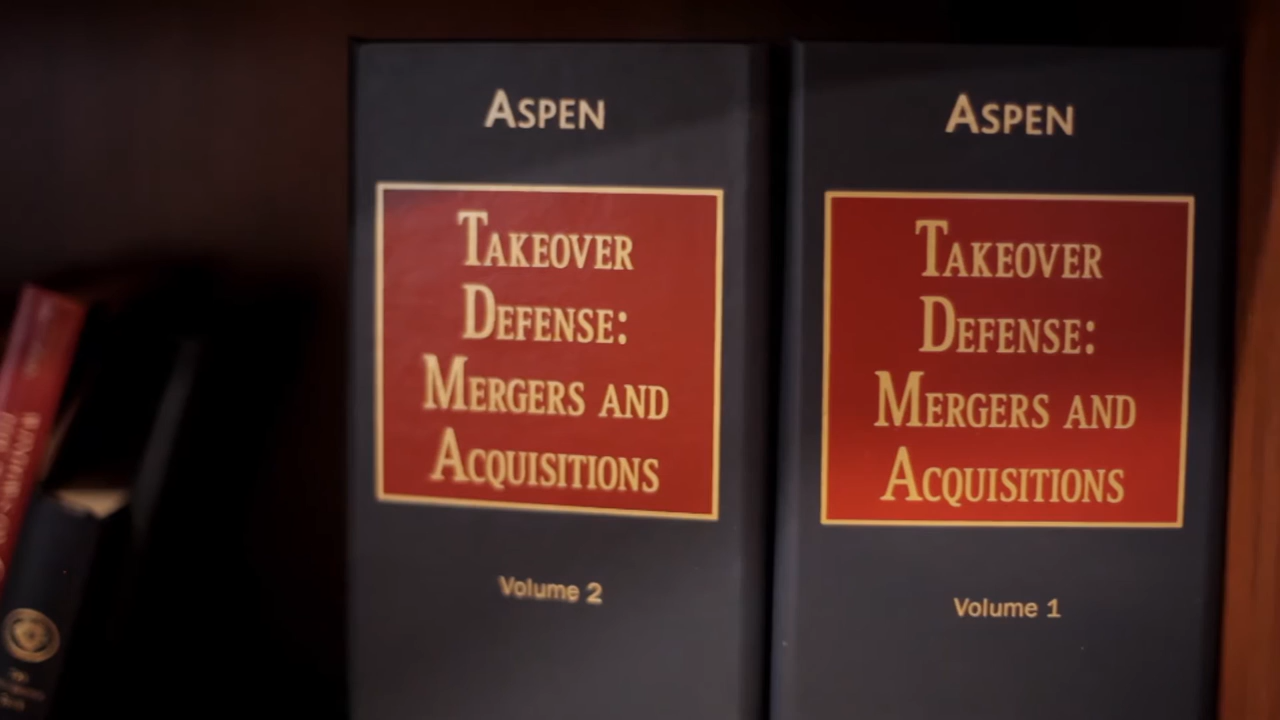 ASPEN
TAKEOVER
DEFENSE:
MERGERS AND
ACQUISITIONS
Volume 2
ASPEN
TAKEOVER
DEFENSE:
MERGERS AND
ACQUISITIONS
Volume 1